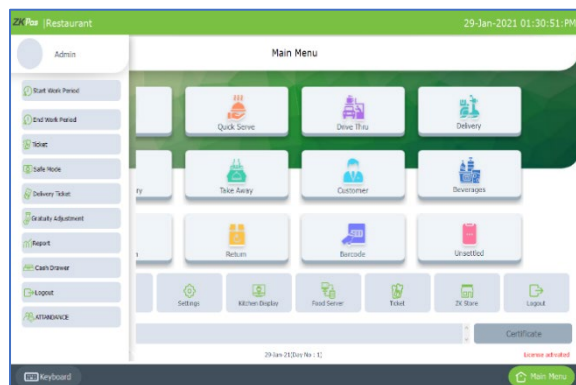 ZKPos |Restaurant
29-Jan-2021 01:30:51:PM
Admin
Main Menu
Start Work Period
End Work Period
Ticket
Safe Mode
Delivery Ticket
Gratuity Adjustment
Report
Cash Drawer
Logout
ATTANDANCE
Quick Serve
Drive Thru
Delivery
ry
Take Away
Customer
Beverages
n
Return
Barcode
Unsettled
Settings
Kitchen Display
Food Server
Ticket
ZK Store
Logout
Certificate
29-Jan-21(Day No : 1)
License activated
Keyboard
Main Menu